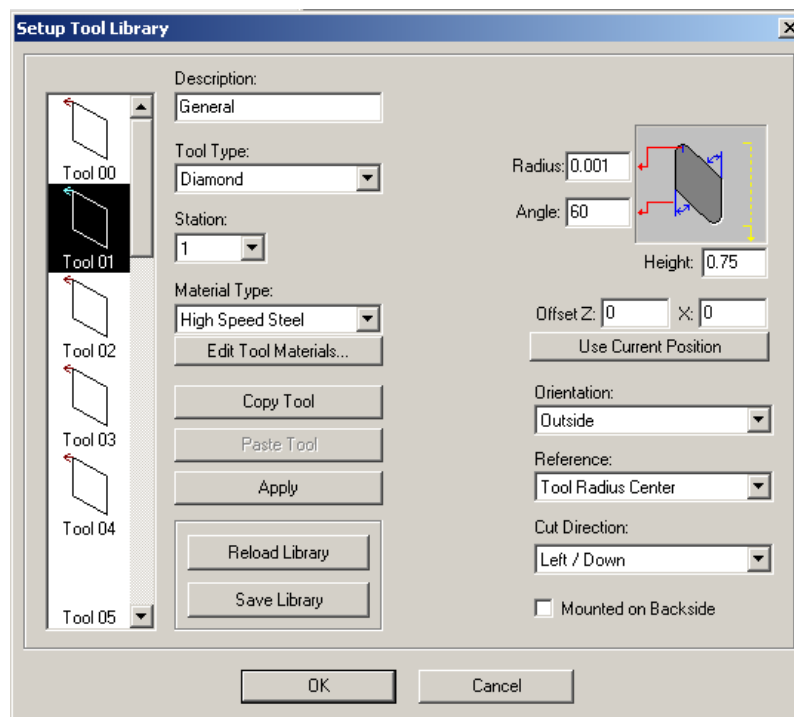 Setup Tool Library
Tool 00
Tool 01
Tool 02
Tool 03
Tool 04
Tool 05
Description:
General
Tool Type:
Diamond
Station:
1
Material Type:
High Speed Steel
Edit Tool Materials...
Copy Tool
Paste Tool
Apply
Reload Library
Save Library
Radius: 0.001
Angle: 60
Height: 0.75
Offset Z: 0 X: 0
Use Current Position
Orientation:
Outside
Reference:
Tool Radius Center
Cut Direction:
Left / Down
Mounted on Backside
OK Cancel